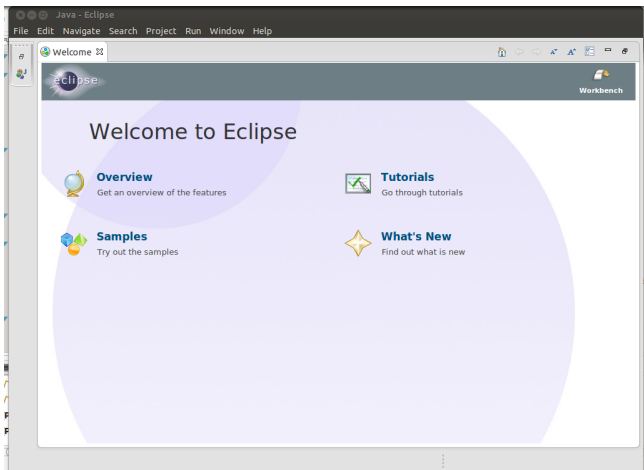 Java - Eclipse
File Edit Navigate Search Project Run Window Help
Welcome
eclipse
Workbench
Welcome to Eclipse
Overview
Get an overview of the features
Tutorials
Go through tutorials
Samples
Try out the samples
What's New
Find out what is new